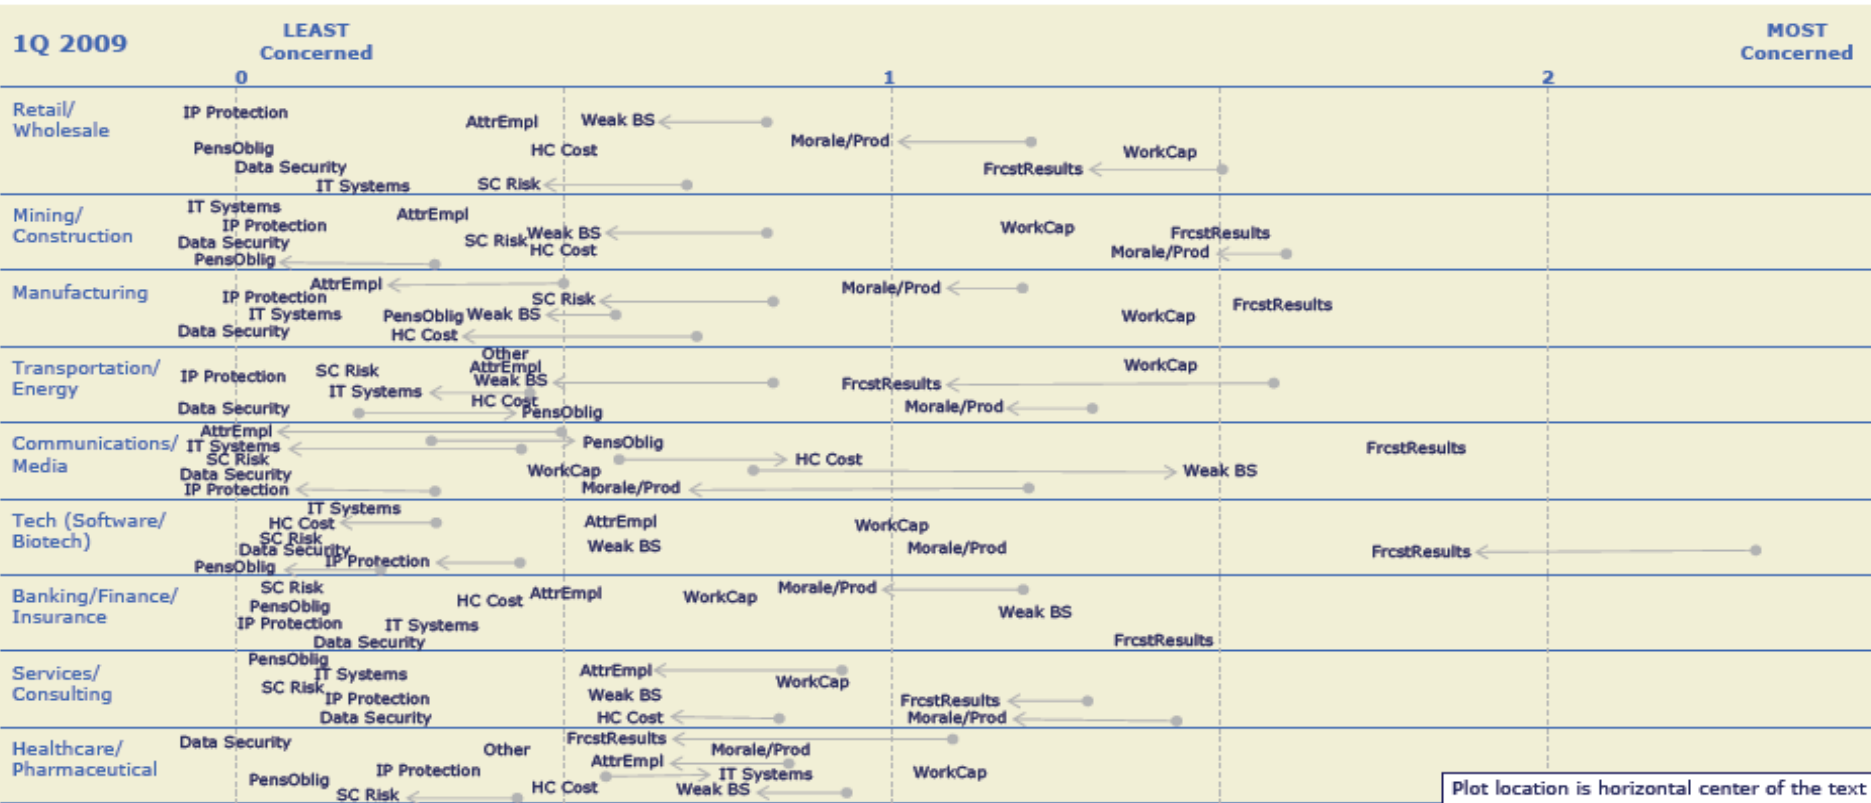 1Q 2009
LEAST
Concerned
MOST
Concerned
0
1
2
Retail/
Wholesale
IP Protection
AttrEmpl
Weak BS
Morale/Prod
PensOblig
HC Cost
WorkCap
Data Security
FrcstResults
IT Systems
SC Risk
Mining/
Construction
IT Systems
AttrEmpl
IP Protection
WorkCap
Weak BS
FrcstResults
Data Security
SC Risk
HC Cost
Morale/Prod
PensOblig
Manufacturing
AttrEmpl
Morale/Prod
IP Protection
SC Risk
FrcstResults
IT Systems
PensOblig
Weak BS
WorkCap
Data Security
HC Cost
Transportation/
Energy
Other
AttrEmpl
WorkCap
SC Risk
IP Protection
Weak BS
FrcstResults
IT Systems
HC Cost
Morale/Prod
Data Security
PensOblig
Communications/
Media
AttrEmpl
PensOblig
IT Systems
FrcstResults
SC Risk
HC Cost
Data Security
WorkCap
Weak BS
IP Protection
Morale/Prod
Tech (Software/
Biotech)
IT Systems
HC Cost
AttrEmpl
WorkCap
SC Risk
Data Security
Weak BS
Morale/Prod
FrcstResults
IP Protection
PensOblig
Banking/Finance/
Insurance
SC Risk
AttrEmpl
Morale/Prod
HC Cost
WorkCap
PensOblig
Weak BS
IP Protection
IT Systems
Data Security
FrcstResults
Services/
Consulting
PensOblig
IT Systems
AttrEmpl
WorkCap
SC Risk
IP Protection
Weak BS
FrcstResults
Data Security
HC Cost
Morale/Prod
Healthcare/
Pharmaceutical
Data Security
Other
FrcstResults
Morale/Prod
AttrEmpl
IP Protection
IT Systems
WorkCap
PensOblig
HC Cost
Weak BS
SC Risk
Plot location is horizontal center of the text